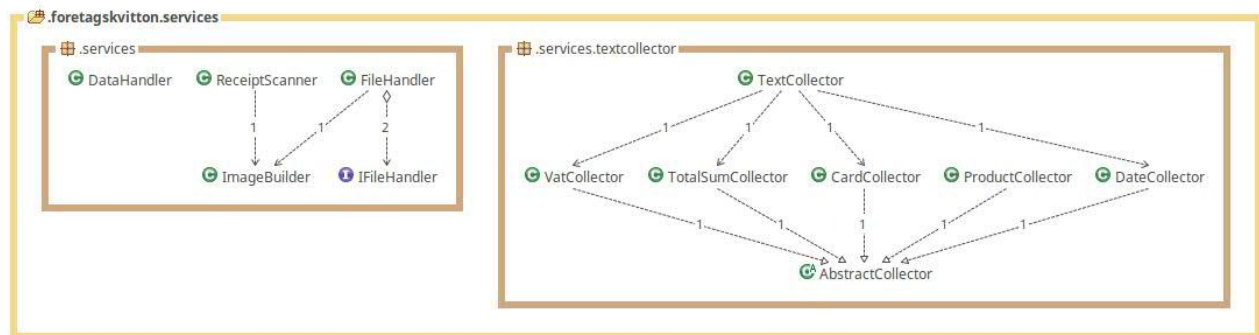 .foretagskvitton.services
.services
DataHandler
ReceiptScanner
FileHandler
1
1
2
ImageBuilder
IFileHandler
.services.textcollector
TextCollector
1
1
1
1
VatCollector
TotalSumCollector
CardCollector
ProductCollector
DateCollector
1
1
1
1
1
AbstractCollector